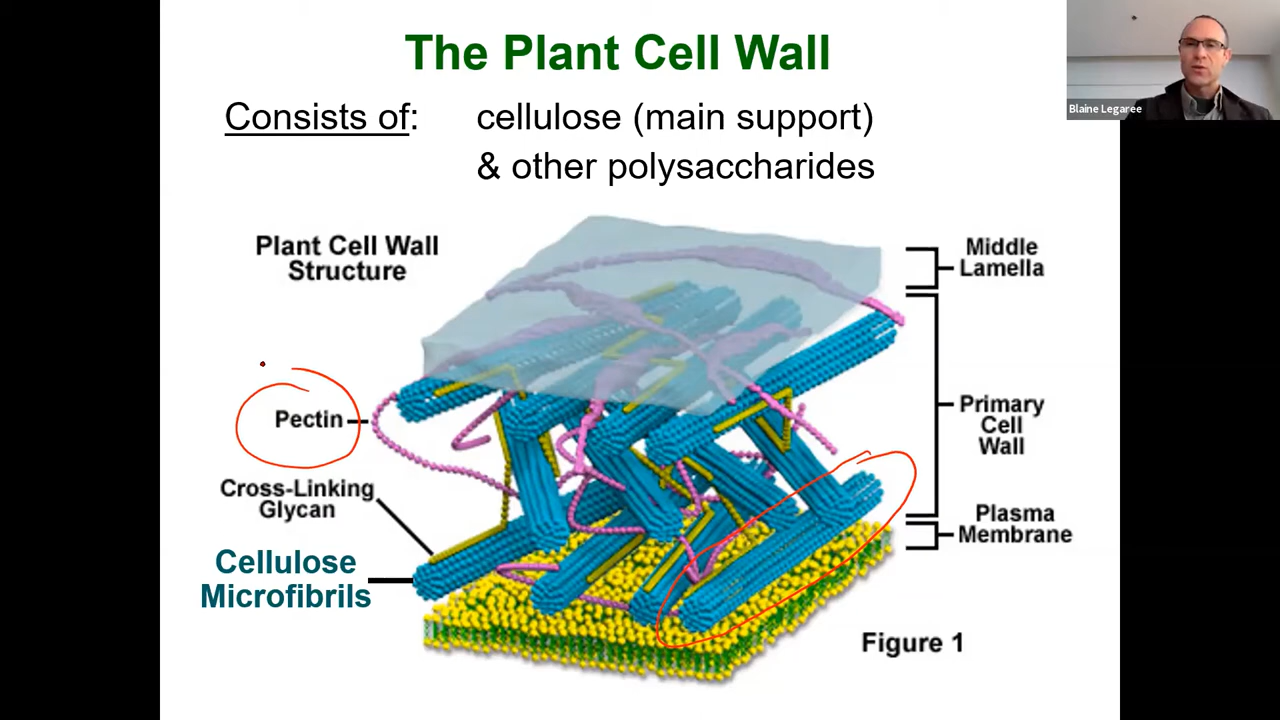 The Plant Cell Wall
Blaine Legaree
Consists of: cellulose (main support)
& other polysaccharides
Plant Cell Wall
Structure
Middle
Lamella
Pectin
Primary
Cell
Wall
Cross-Linking
Glycan
Plasma
Membrane
Cellulose
Microfibrils
Figure 1